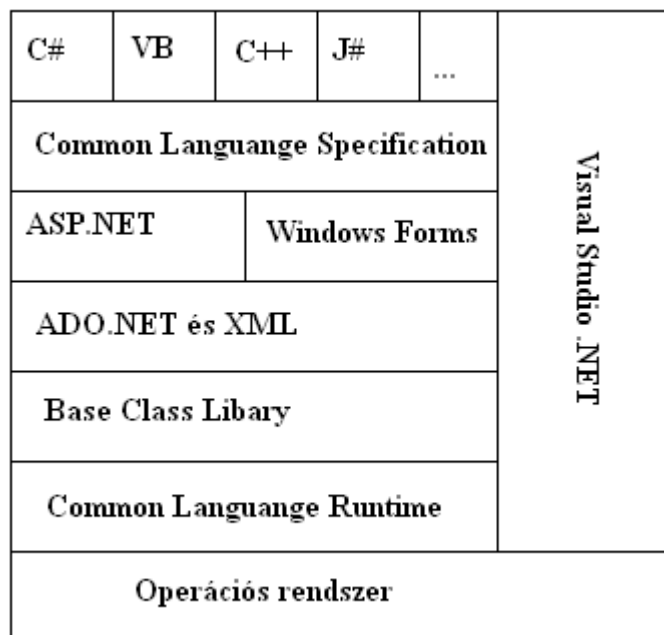 C#
VB
C++
J#
...
Common Languange Specification
ASP.NET
Windows Forms
ADO.NET és XML
Base Class Libary
Common Languange Runtime
Visual Studio .NET
Operációs rendszer